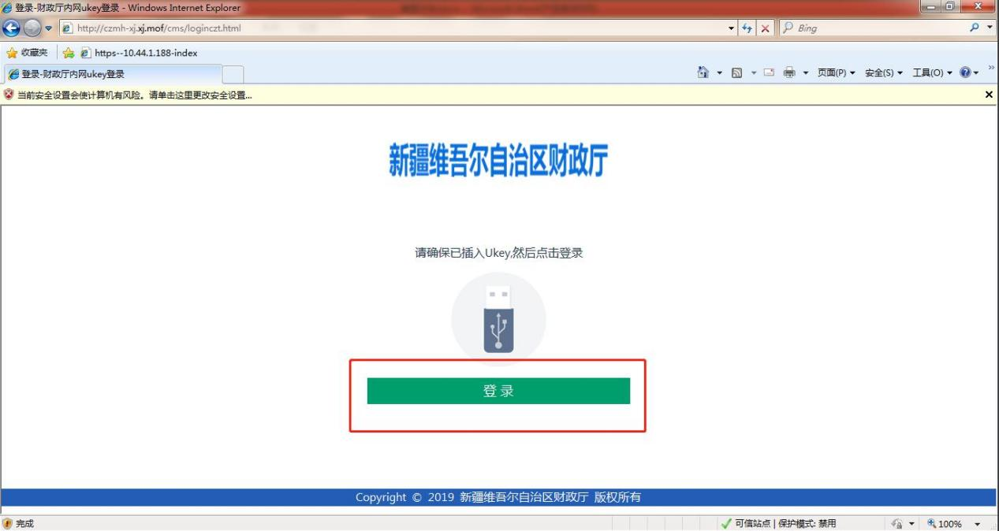 登录-财政厅内网ukey登录 - Windows Internet Explorer
http://czmh-xj.xj.mof/cms/loginczt.html
Bing
收藏夹
https--10.44.1.188-index
登录-财政厅内网ukey登录
页面(P)
安全(S)
工具(O)
当前安全设置会使计算机有风险。请单击这里更改安全设置...
新疆维吾尔自治区财政厅
请确保已插入Ukey,然后点击登录
登 录
Copyright © 2019 新疆维吾尔自治区财政厅 版权所有
完成
可信站点 | 保护模式: 禁用
100%